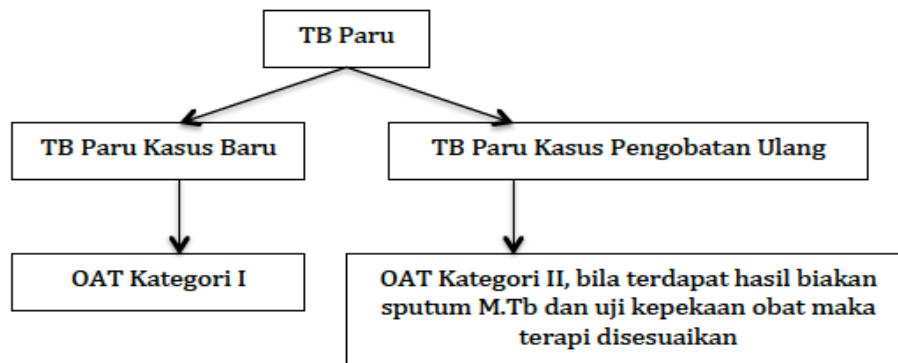 TB Paru
TB Paru Kasus Baru
TB Paru Kasus Pengobatan Ulang
OAT Kategori I
OAT Kategori II, bila terdapat hasil biakan
sputum M.Tb dan uji kepekaan obat maka
terapi disesuaikan